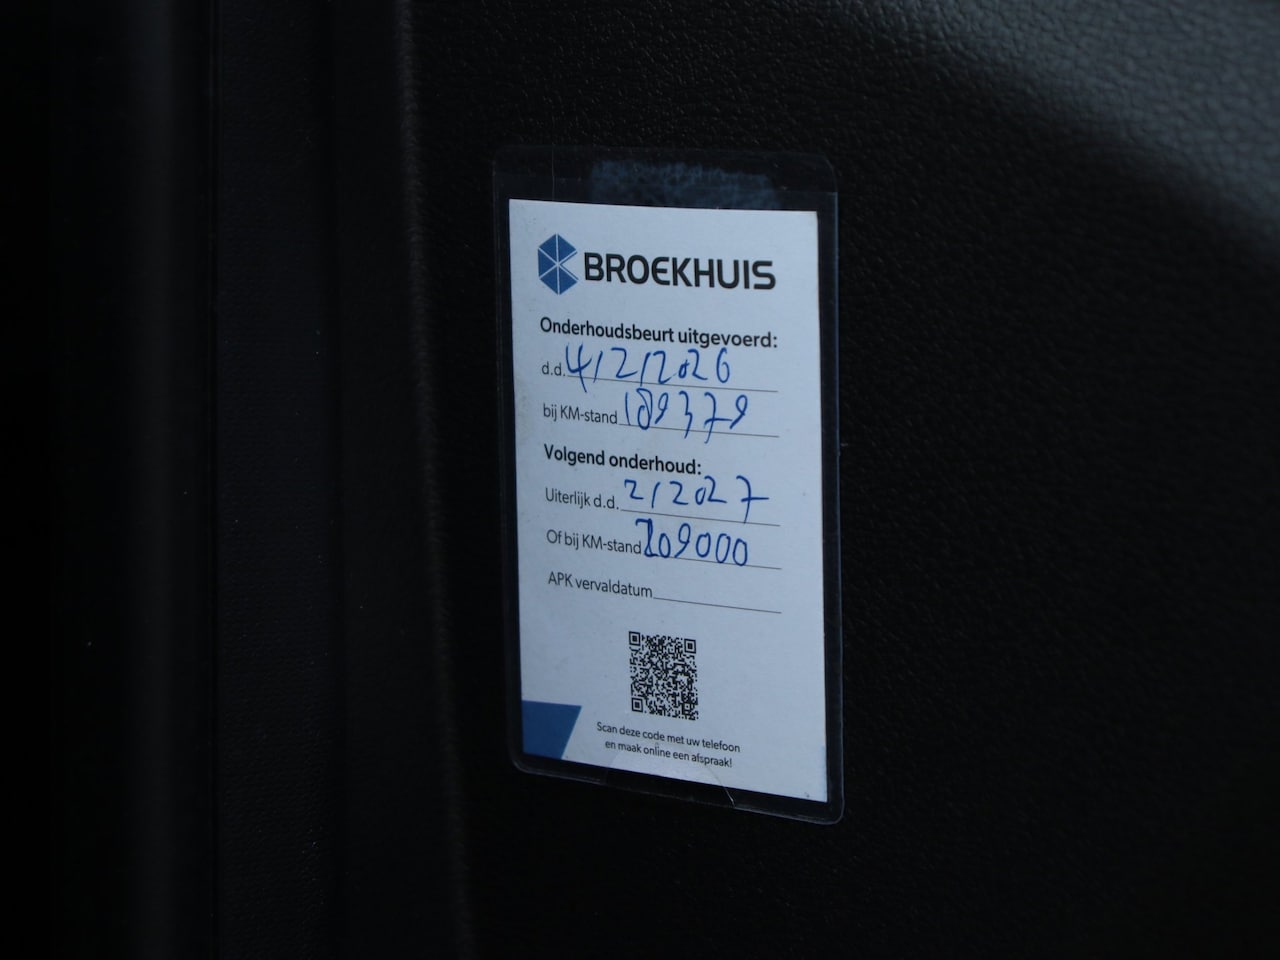 BROEKHUIS
Onderhoudsbeurt uitgevoerd:
d.d. 4/2/2026
bij KM-stand 189379
Volgend onderhoud:
Uiterlijk d.d. 2/2027
Of bij KM-stand 209000
APK vervaldatum
Scan deze code met uw telefoon
en maak online een afspraak!